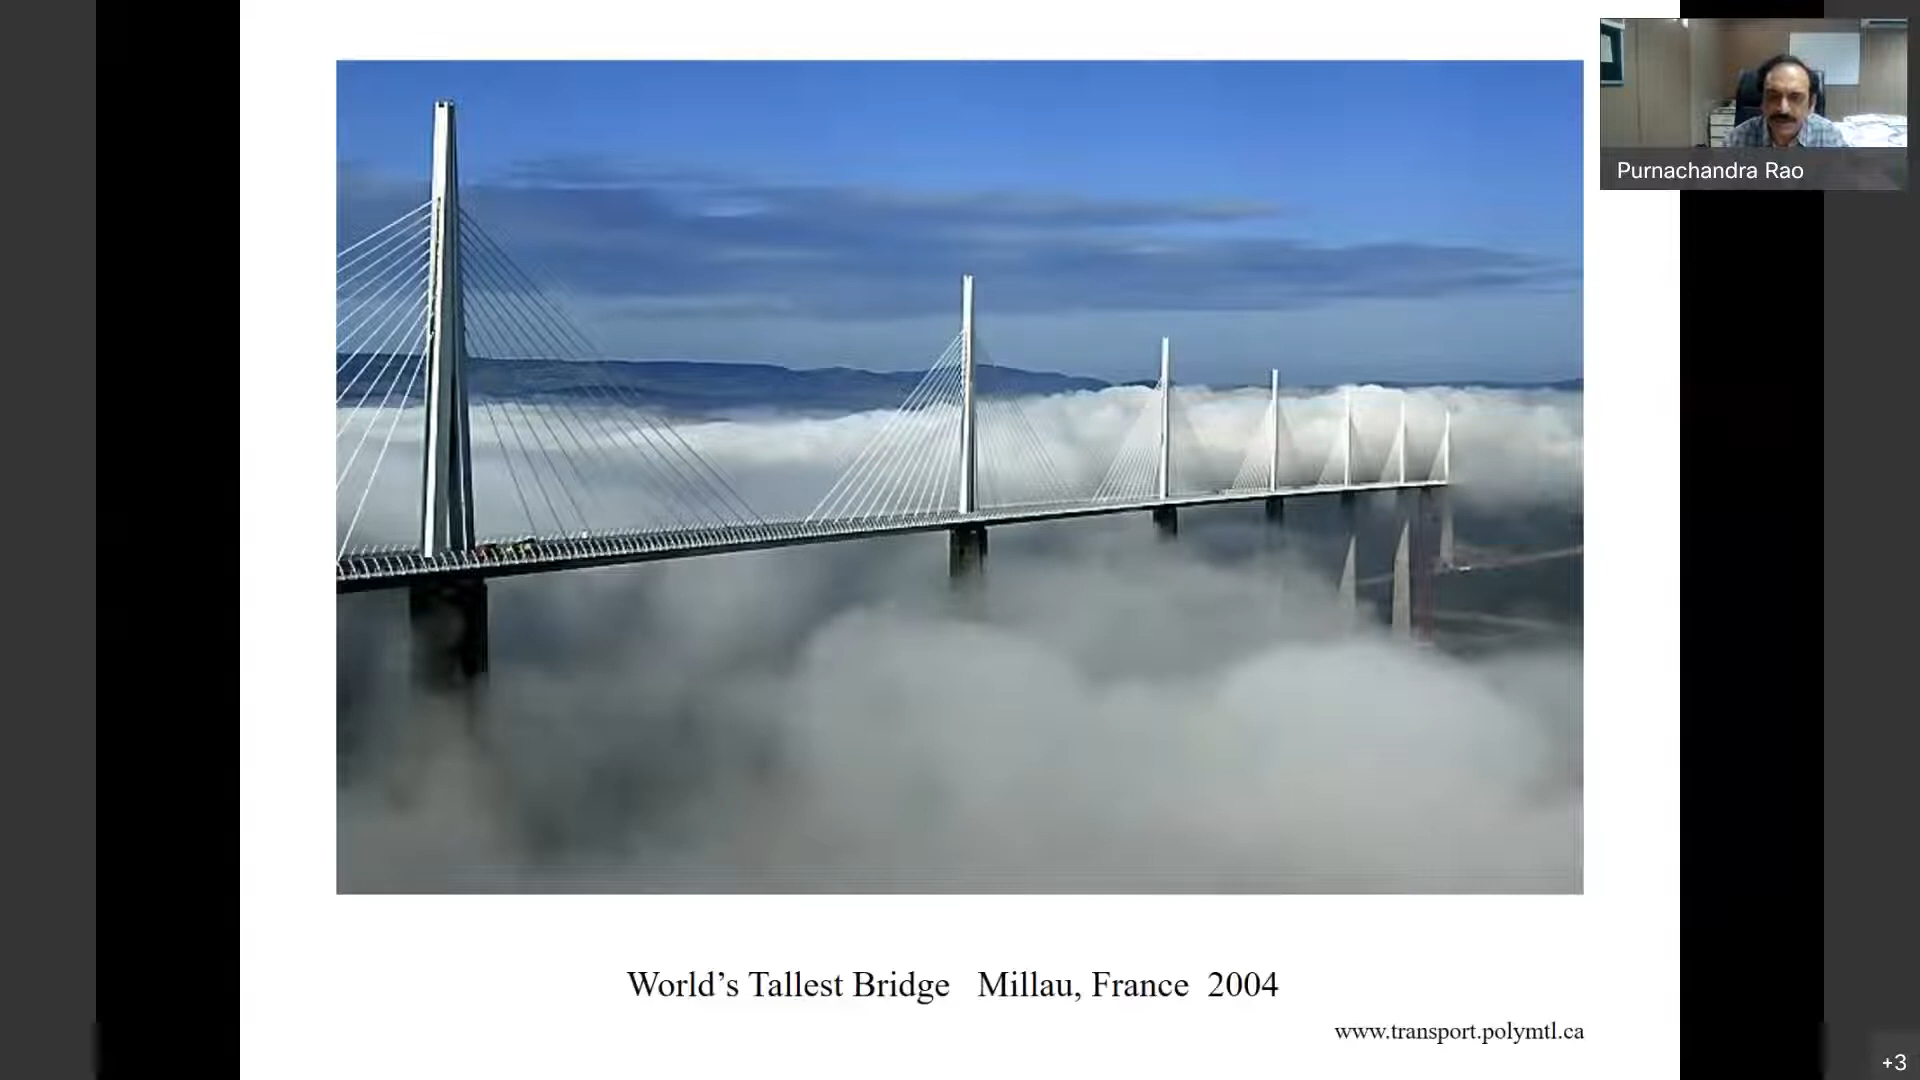 Purnachandra Rao
World’s Tallest Bridge Millau, France 2004
www.transport.polymtl.ca
+3